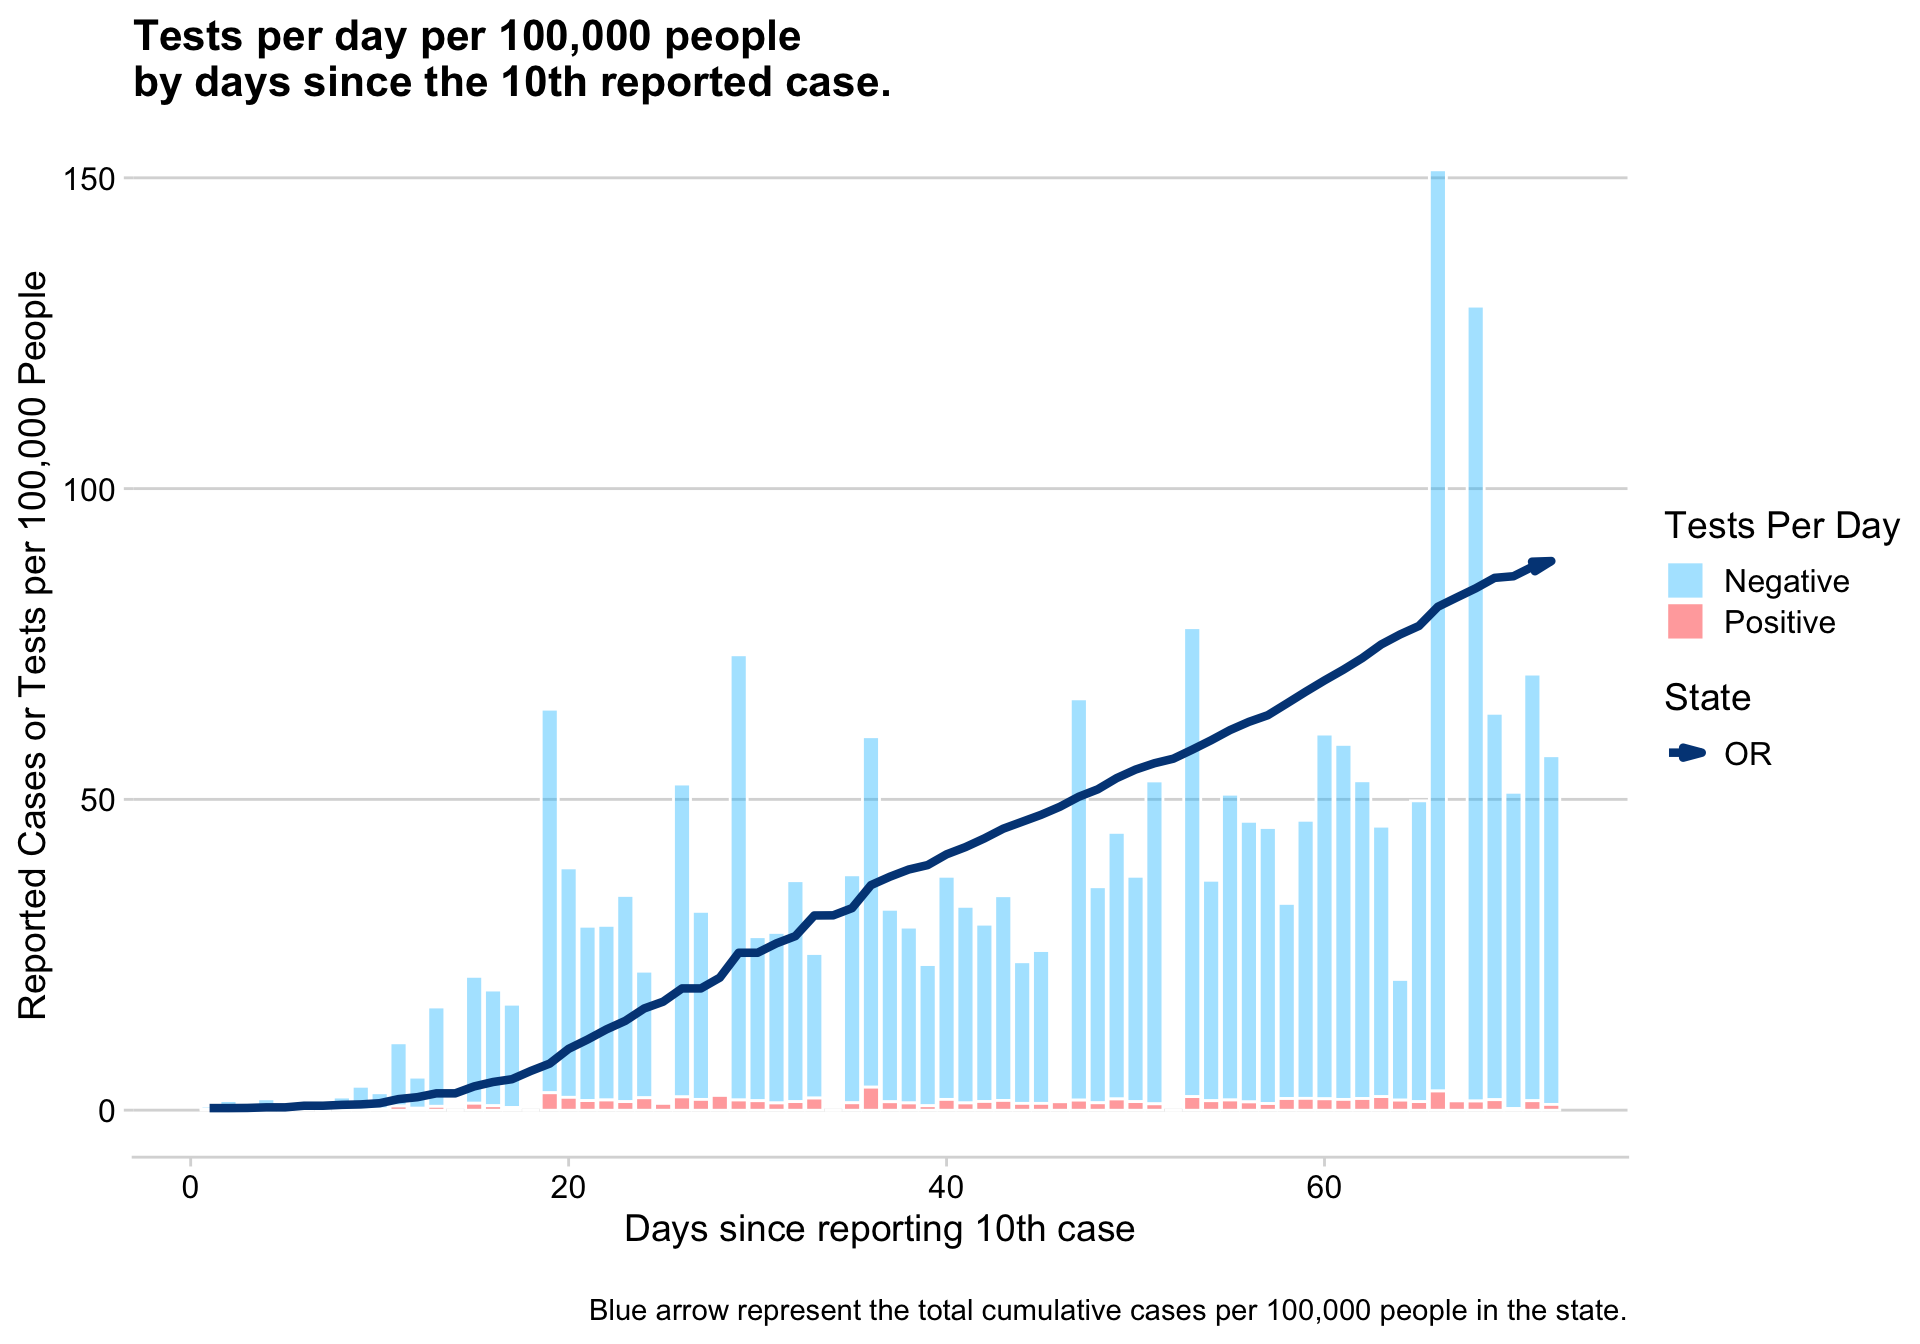 Tests per day per 100,000 people
by days since the 10th reported case.
Reported Cases or Tests per 100,000 People
150
100
50
0
0 20 40 60
Days since reporting 10th case
Tests Per Day
Negative
Positive
State
OR
Blue arrow represent the total cumulative cases per 100,000 people in the state.